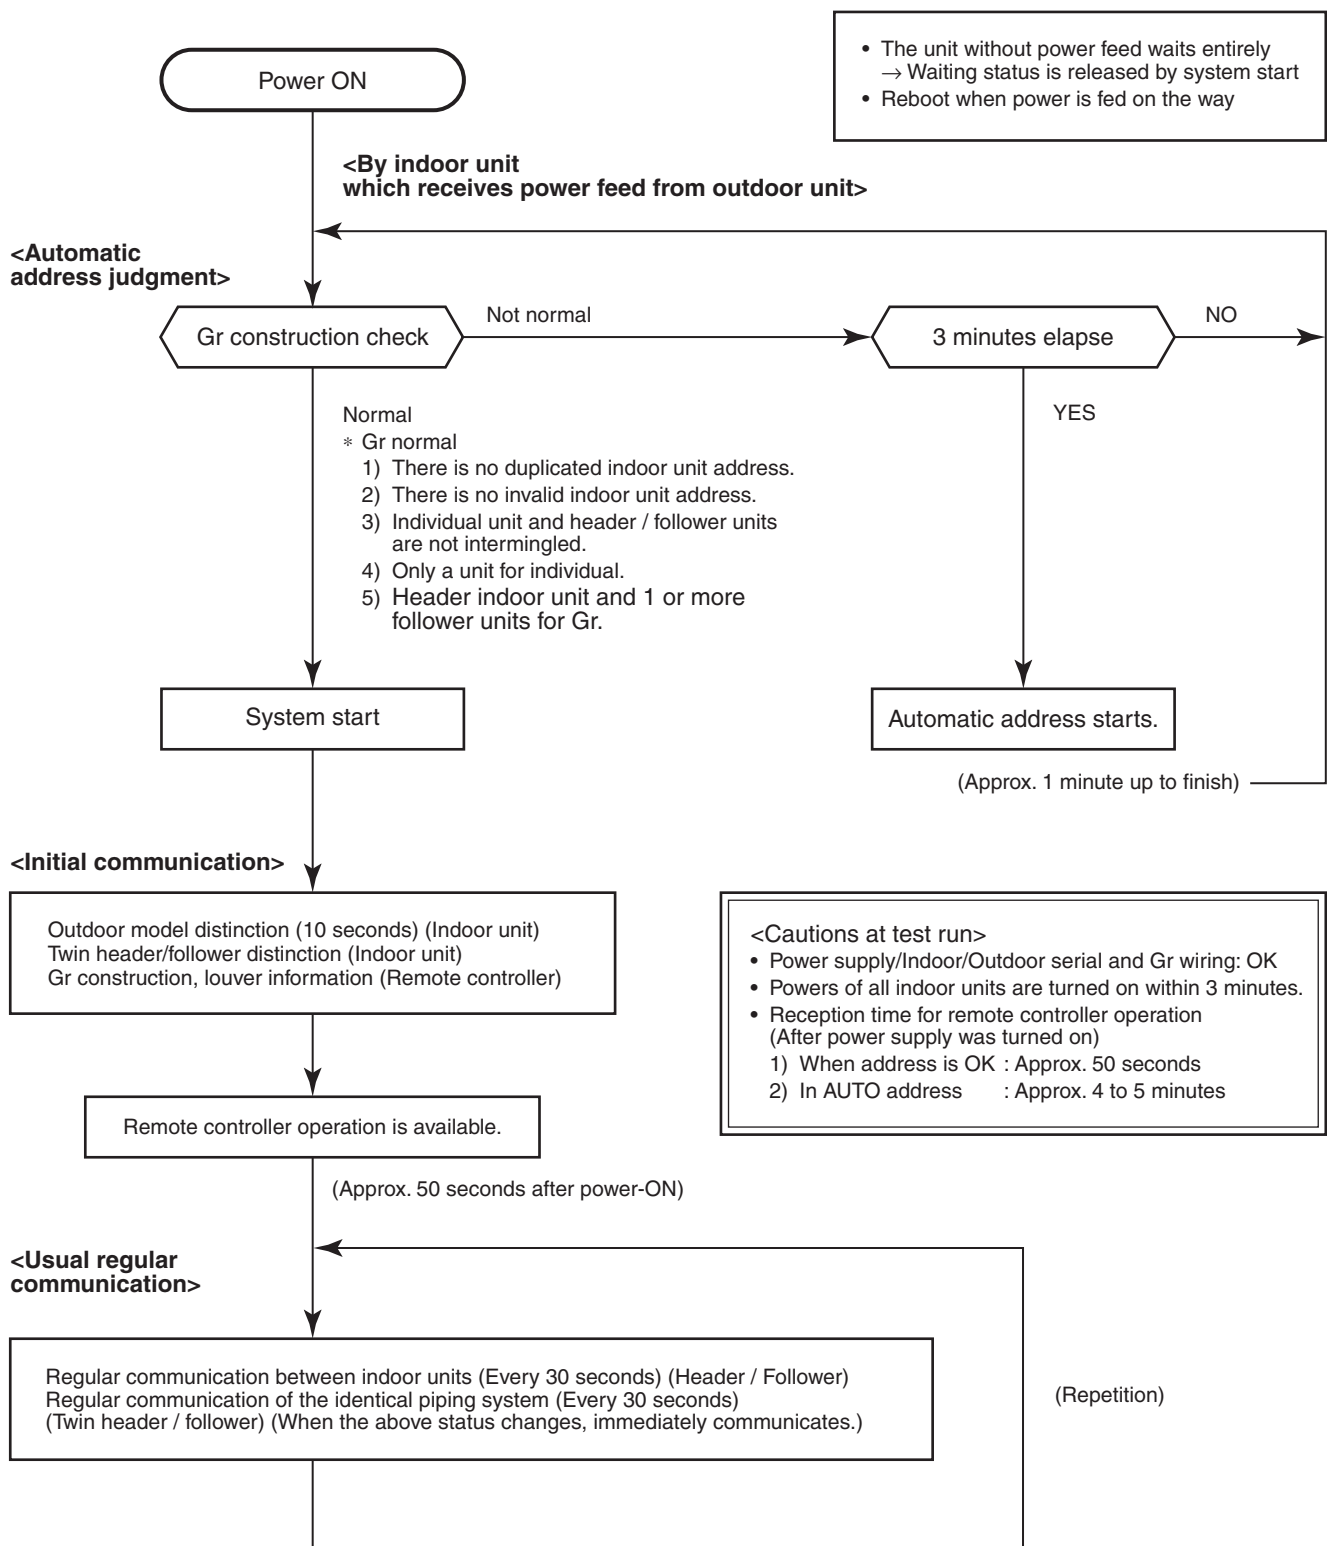 Power ON
• The unit without power feed waits entirely
→ Waiting status is released by system start
• Reboot when power is fed on the way
<By indoor unit
which receives power feed from outdoor unit>
<Automatic
address judgment>
Gr construction check
Not normal
3 minutes elapse
NO
Normal
* Gr normal
1) There is no duplicated indoor unit address.
2) There is no invalid indoor unit address.
3) Individual unit and header / follower units
are not intermingled.
4) Only a unit for individual.
5) Header indoor unit and 1 or more
follower units for Gr.
YES
System start
Automatic address starts.
(Approx. 1 minute up to finish)
<Initial communication>
Outdoor model distinction (10 seconds) (Indoor unit)
Twin header/follower distinction (Indoor unit)
Gr construction, louver information (Remote controller)
<Cautions at test run>
• Power supply/Indoor/Outdoor serial and Gr wiring: OK
• Powers of all indoor units are turned on within 3 minutes.
• Reception time for remote controller operation
(After power supply was turned on)
1) When address is OK : Approx. 50 seconds
2) In AUTO address : Approx. 4 to 5 minutes
Remote controller operation is available.
(Approx. 50 seconds after power-ON)
<Usual regular
communication>
Regular communication between indoor units (Every 30 seconds) (Header / Follower)
Regular communication of the identical piping system (Every 30 seconds)
(Twin header / follower) (When the above status changes, immediately communicates.)
(Repetition)